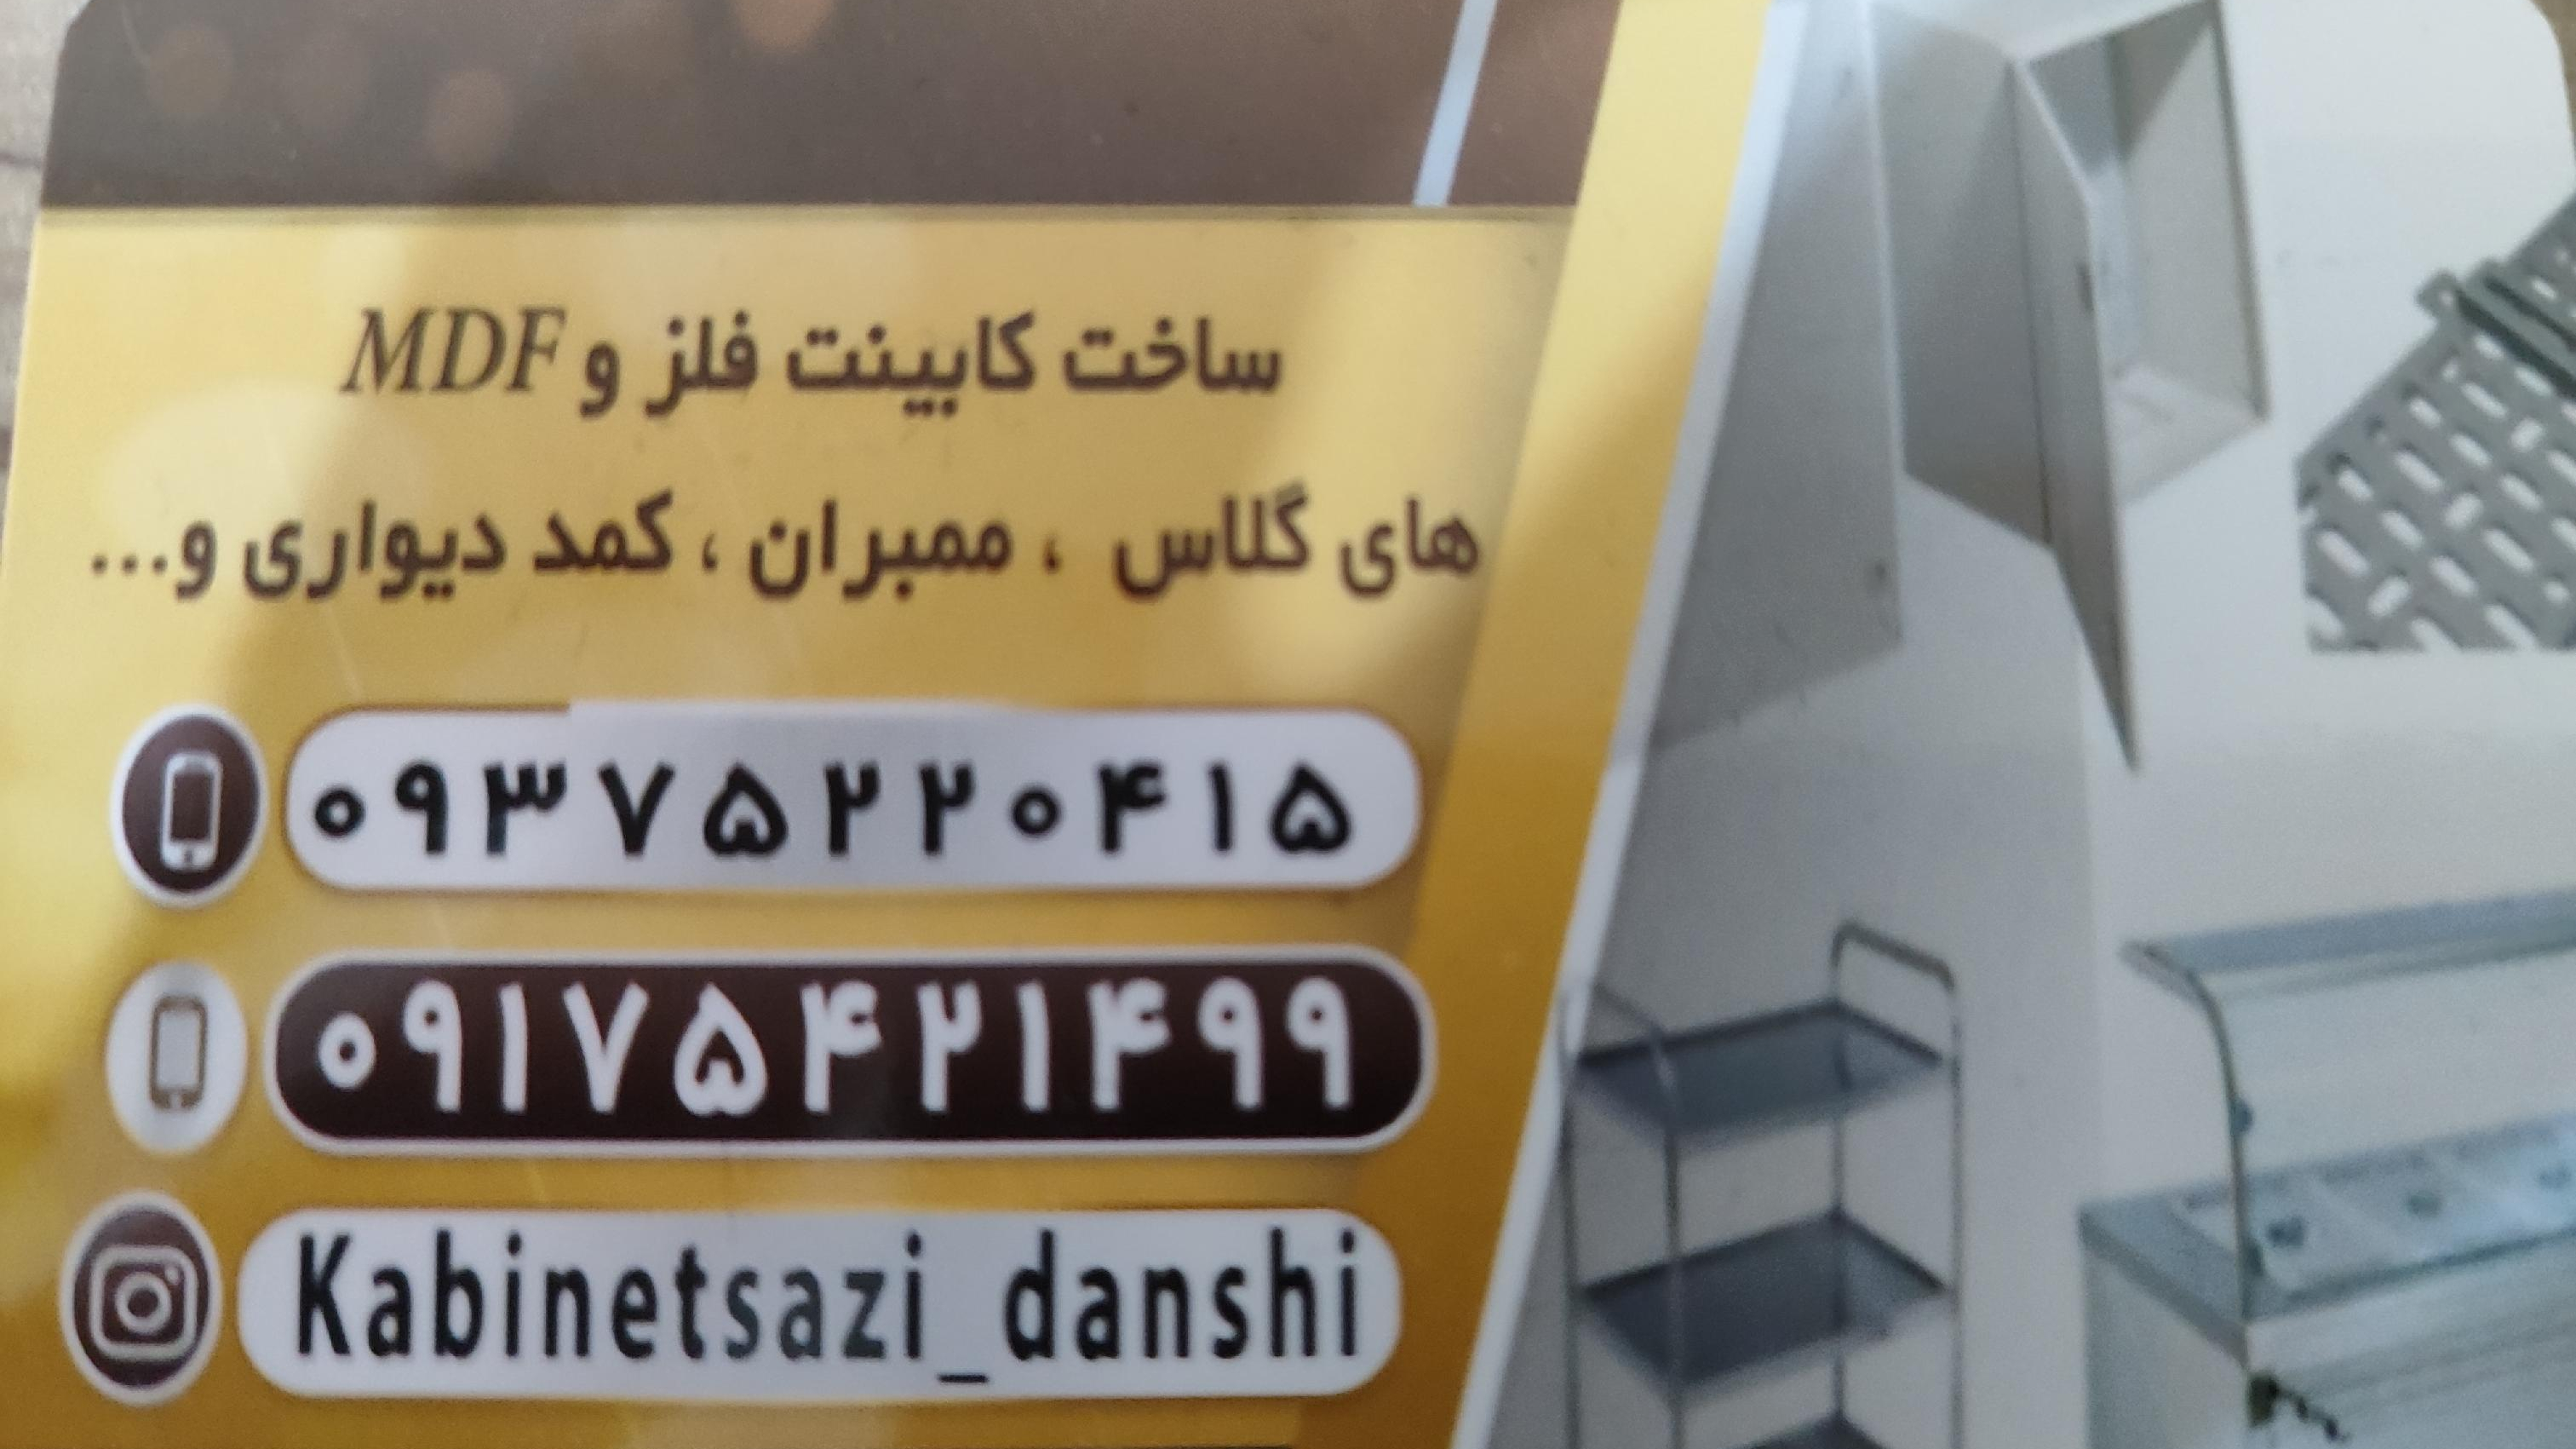 ساخت کابینت فلز و MDF
های گلاس ، ممبران ، کمد دیواری و...
۰۹۳۷۵۲۲۰۴۱۵
۰۹۱۷۵۴۲۱۴۹۹
Kabinetsazi_danshi